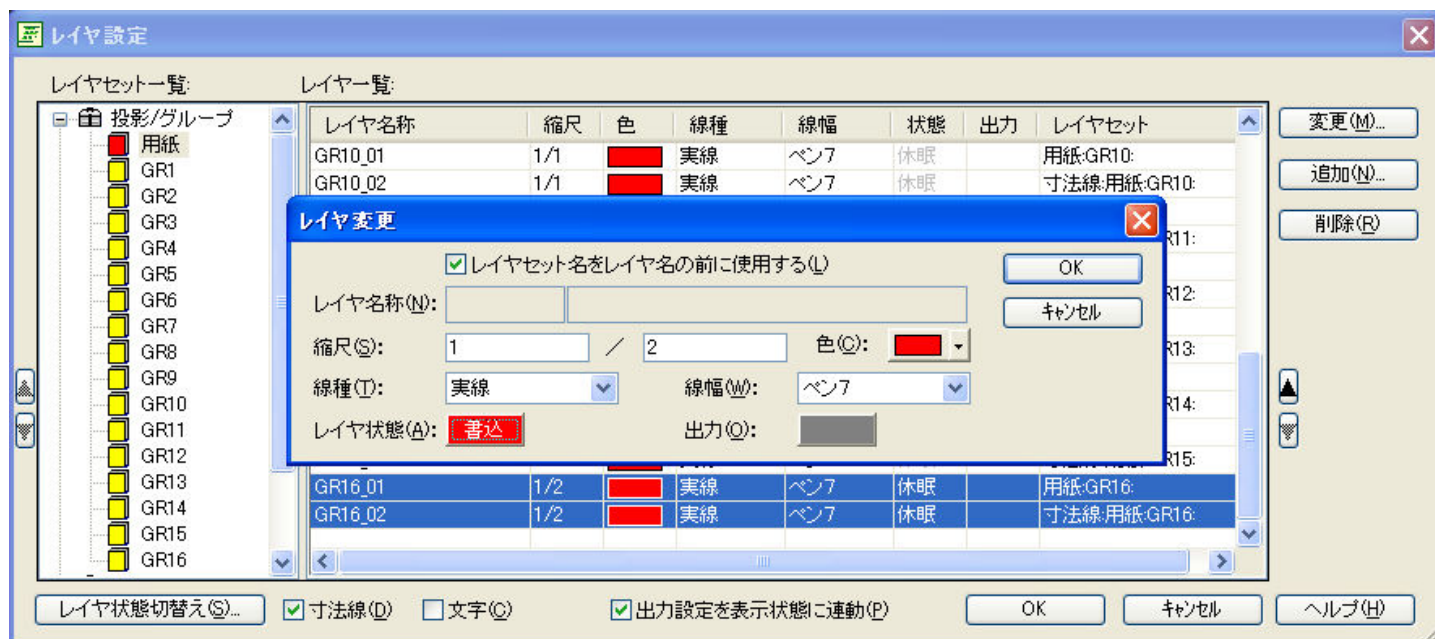 レイヤ設定
レイヤセット一覧: レイヤ一覧:
投影/グループ
用紙
GR1
GR2
GR3
GR4
GR5
GR6
GR7
GR8
GR9
GR10
GR11
GR12
GR13
GR14
GR15
GR16
レイヤ名称 縮尺 色 線種 線幅 状態 出力 レイヤセット
GR10_01 1/1 実線 ペン7 休眠 用紙:GR10:
GR10_02 1/1 実線 ペン7 休眠 寸法線:用紙:GR10:
R11:
R12:
R13:
R14:
R15:
GR16_01 1/2 実線 ペン7 休眠 用紙:GR16:
GR16_02 1/2 実線 ペン7 休眠 寸法線:用紙:GR16:
変更(M)...
追加(N)...
削除(R)
レイヤ変更
レイヤセット名をレイヤ名の前に使用する(L)
レイヤ名称(N):
縮尺(S): 1 / 2 色(C):
線種(T): 実線 線幅(W): ペン7
レイヤ状態(A): 書込 出力(O):
OK
キャンセル
レイヤ状態切替え(S)... 寸法線(D) 文字(C) 出力設定を表示状態に連動(P) OK キャンセル ヘルプ(H)